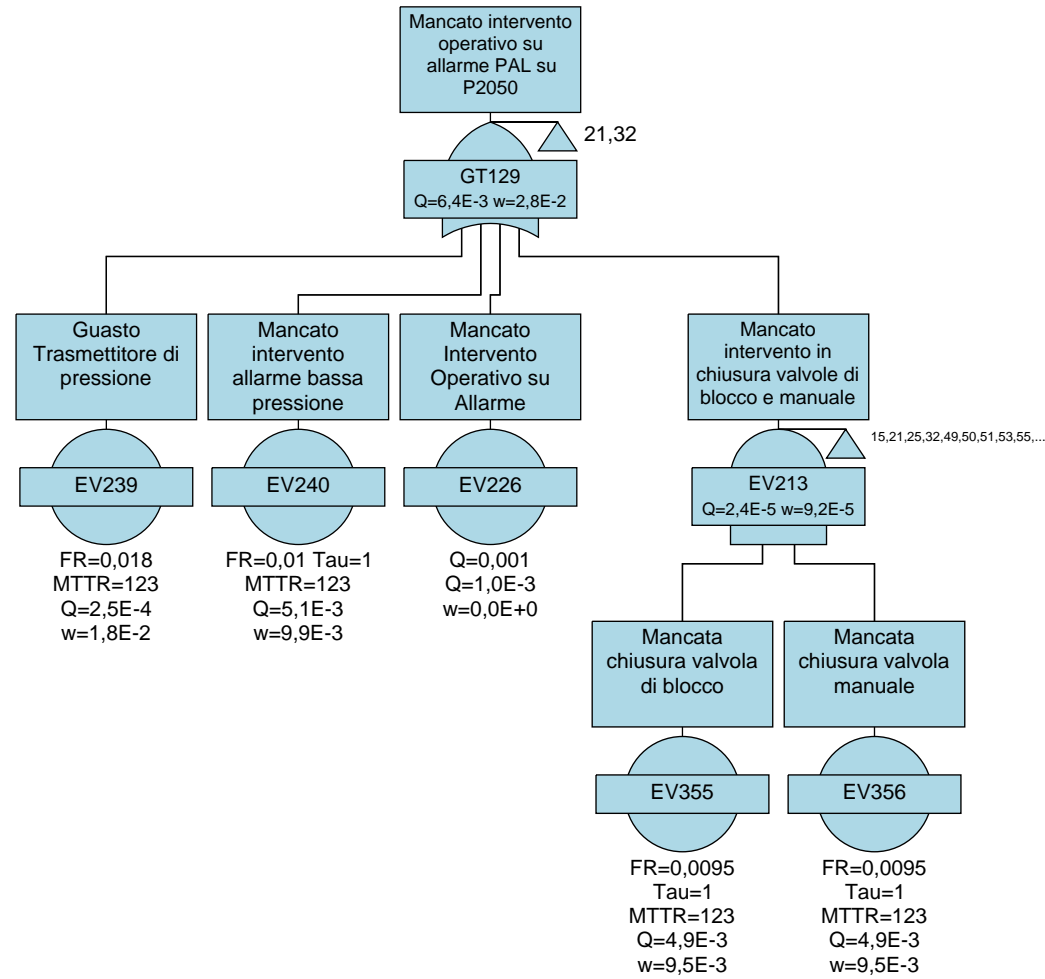 Mancato intervento
operativo su
allarme PAL su
P2050
21,32
GT129
Q=6,4E-3 w=2,8E-2
Guasto
Trasmettitore di
pressione
Mancato
intervento
allarme bassa
pressione
Mancato
Intervento
Operativo su
Allarme
Mancato
intervento in
chiusura valvole di
blocco e manuale
15,21,25,32,49,50,51,53,55,...
EV239
EV240
EV226
EV213
Q=2,4E-5 w=9,2E-5
FR=0,018
MTTR=123
Q=2,5E-4
w=1,8E-2
FR=0,01 Tau=1
MTTR=123
Q=5,1E-3
w=9,9E-3
Q=0,001
Q=1,0E-3
w=0,0E+0
Mancata
chiusura valvola
di blocco
Mancata
chiusura valvola
manuale
EV355
EV356
FR=0,0095
Tau=1
MTTR=123
Q=4,9E-3
w=9,5E-3
FR=0,0095
Tau=1
MTTR=123
Q=4,9E-3
w=9,5E-3